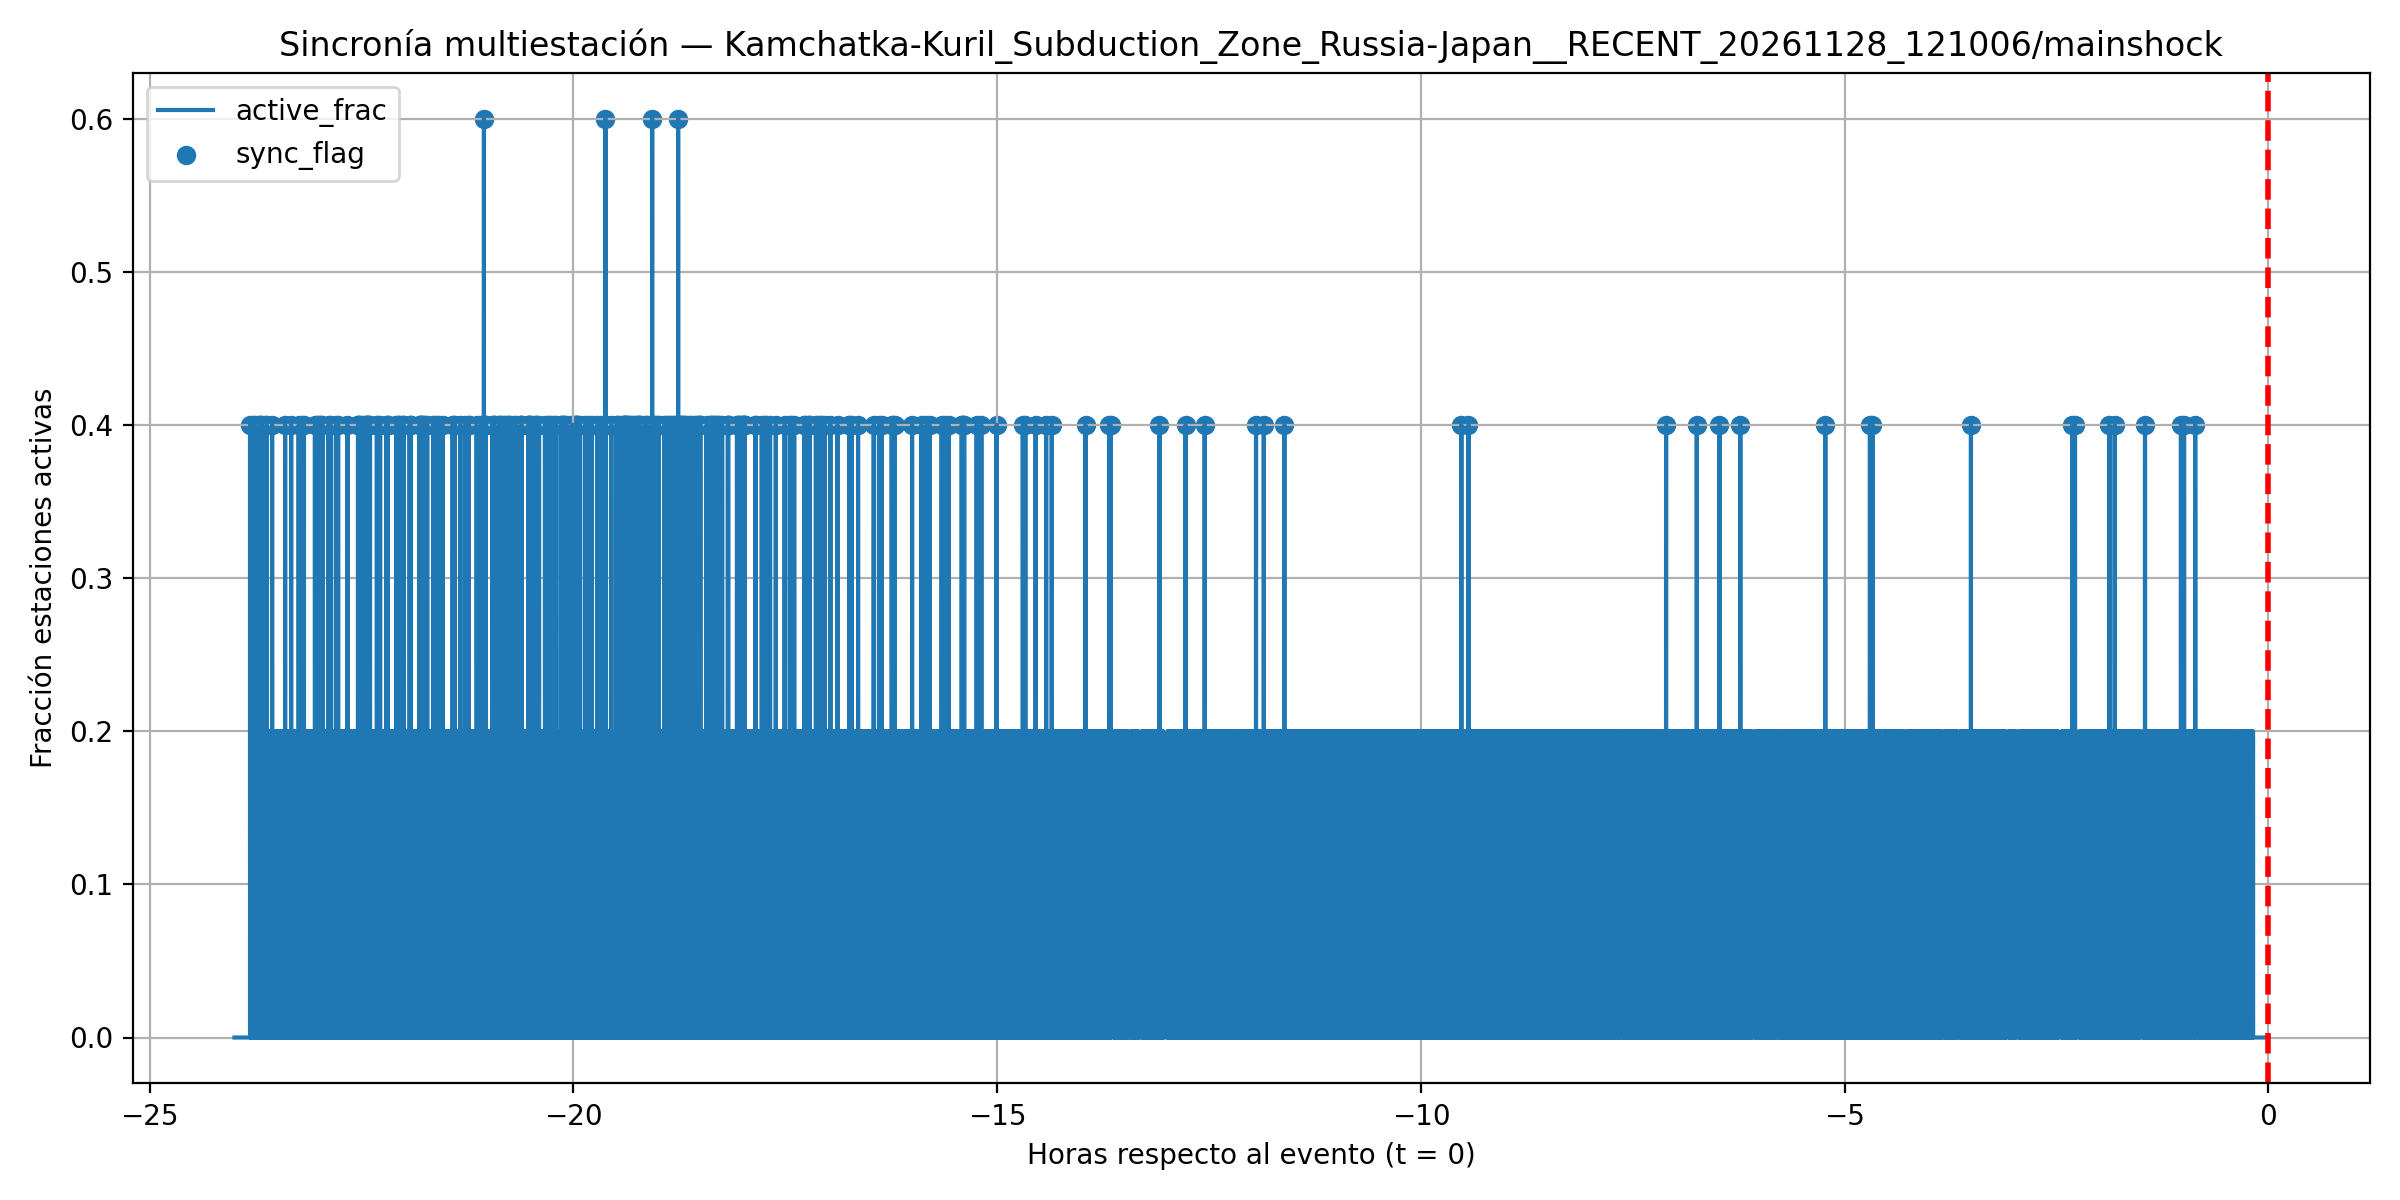 Sincronía multiestación — Kamchatka-Kuril_Subduction_Zone_Russia-Japan__RECENT_20261128_121006/mainshock
active_frac
sync_flag
Fracción estaciones activas
0.6
0.5
0.4
0.3
0.2
0.1
0.0
−25
−20
−15
−10
−5
0
Horas respecto al evento (t = 0)